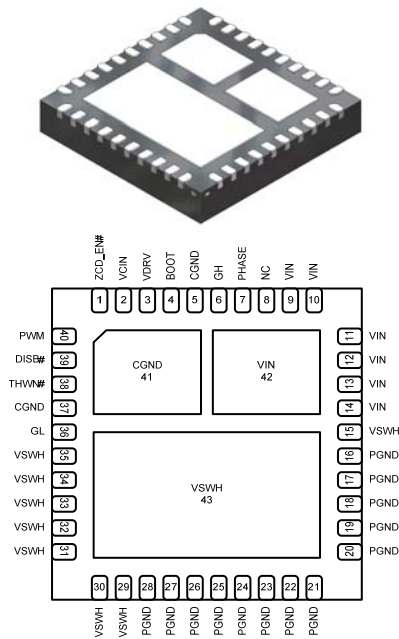 ZCD_EN#
VCIN
VDRV
BOOT
CGND
GH
PHASE
NC
VIN
VIN
1 2 3 4 5 6 7 8 9 10
PWM 40
DISB# 39
THWN# 38
CGND 37
GL 36
VSWH 35
VSWH 34
VSWH 33
VSWH 32
VSWH 31
CGND
41
VIN
42
VSWH
43
11 VIN
12 VIN
13 VIN
14 VIN
15 VSWH
16 PGND
17 PGND
18 PGND
19 PGND
20 PGND
30 29 28 27 26 25 24 23 22 21
VSWH
VSWH
PGND
PGND
PGND
PGND
PGND
PGND
PGND
PGND